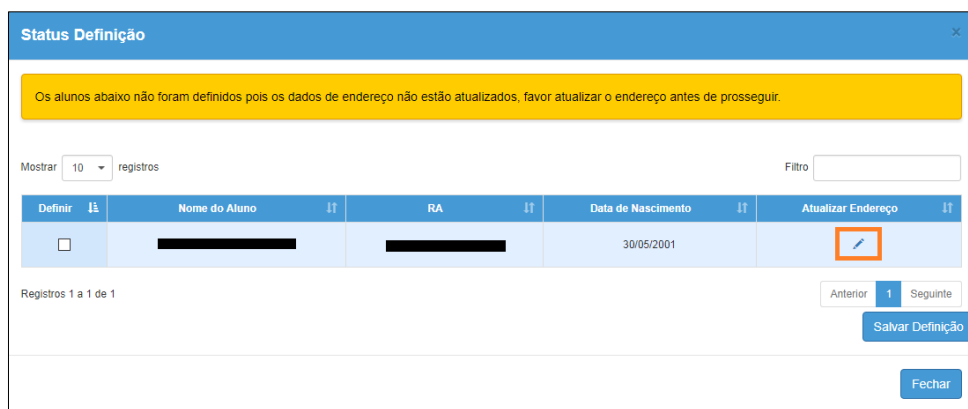 Status Definição
×
Os alunos abaixo não foram definidos pois os dados de endereço não estão atualizados, favor atualizar o endereço antes de prosseguir.
Mostrar 10 registros Filtro
Definir Nome do Aluno RA Data de Nascimento Atualizar Endereço
30/05/2001
Registros 1 a 1 de 1 Anterior 1 Seguinte
Salvar Definição
Fechar